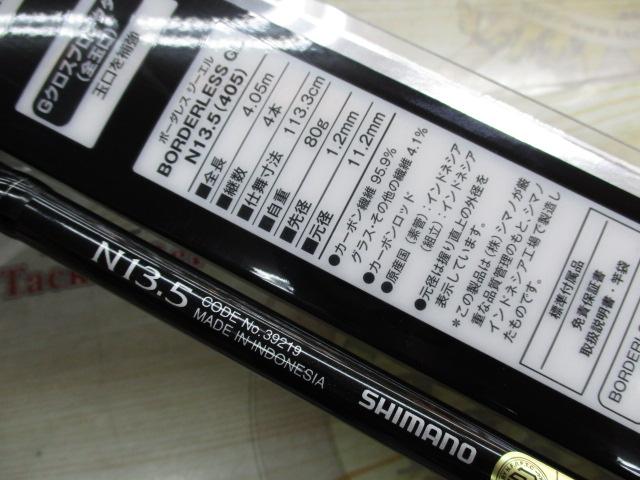 Gクロスプロテクタ
(全玉口)
玉口を補強
ボーダレス ジーエル
BORDERLESS GL
N13.5(405)
■全長 4.05m
■継数 4本
■仕舞寸法 113.3cm
■自重 80g
■先径 1.2mm
■元径 11.2mm
●カーボン繊維 95.9%
グラス・その他の繊維 4.1%
●カーボンロッド
●原産国(素管):インドネシア
(組立):インドネシア
●元径は握り直上の外径を
表示しています。
*この製品は(株)シマノが厳
重な品質管理のもと、シマノ
インドネシア工場で製造し
たものです。
標準付属品
免責保証書
取扱説明書・竿袋
BORDERLESS
N13.5
CODE No.39219
MADE IN INDONESIA
SHIMANO